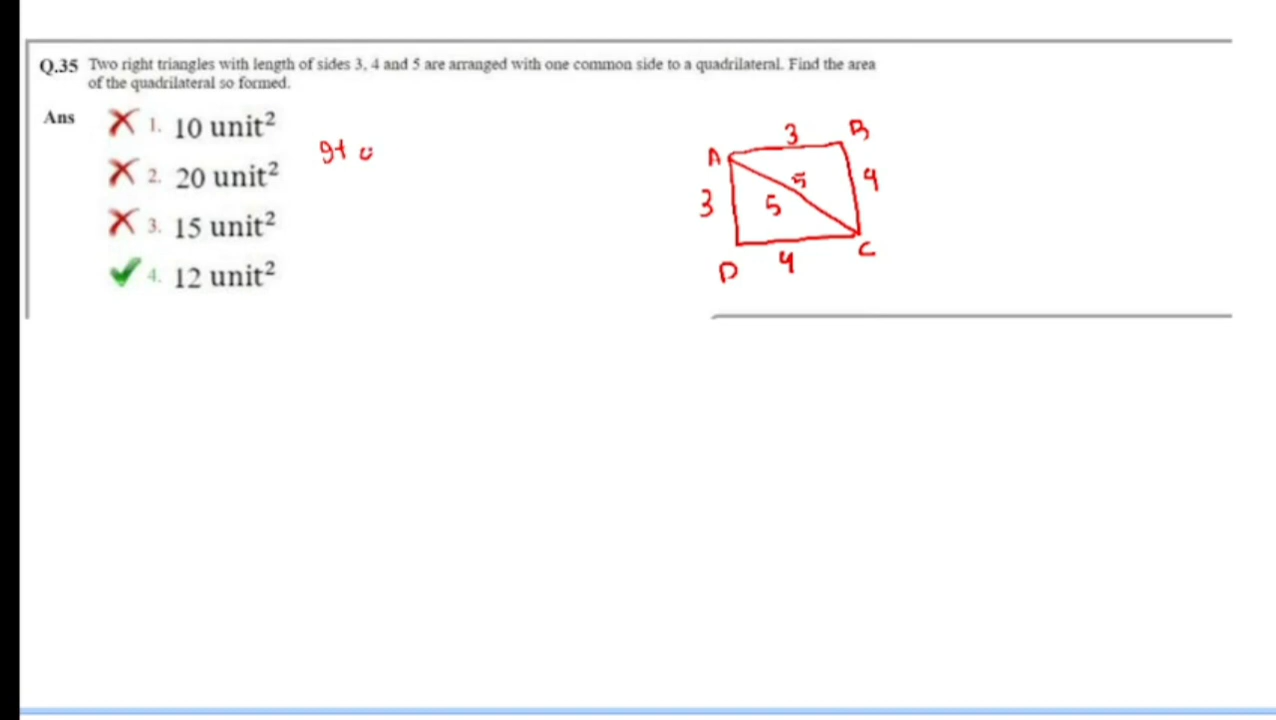 Q.35 Two right triangles with length of sides 3, 4 and 5 are arranged with one common side to a quadrilateral. Find the area
of the quadrilateral so formed.
Ans
1. 10 unit²
2. 20 unit²
3. 15 unit²
4. 12 unit²
9+
3
A
B
5
4
3
5
D
4
C